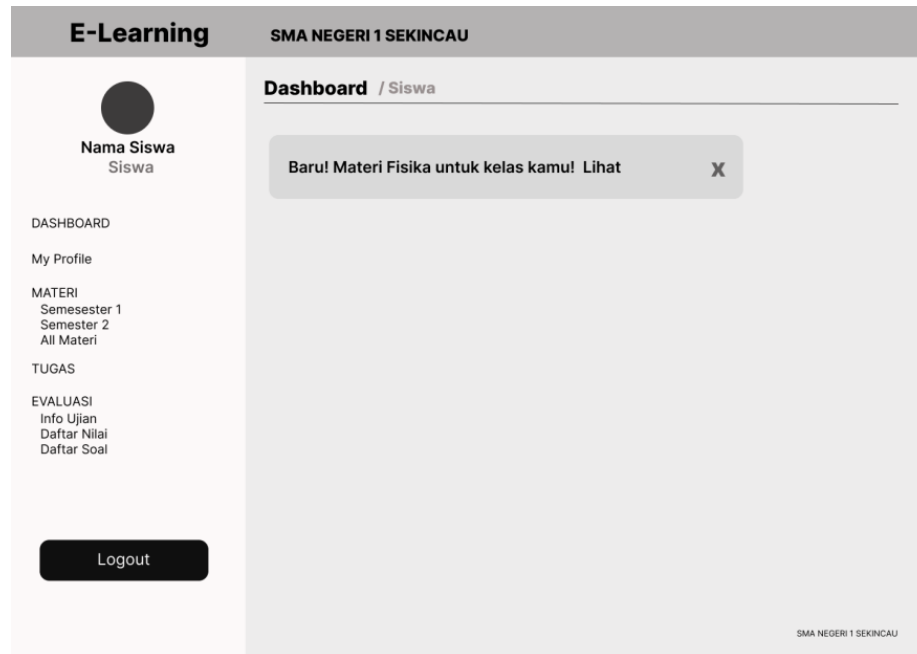 E-Learning
SMA NEGERI 1 SEKINCAU
Nama Siswa
Siswa
DASHBOARD
My Profile
MATERI
Semesester 1
Semester 2
All Materi
TUGAS
EVALUASI
Info Ujian
Daftar Nilai
Daftar Soal
Logout
Dashboard / Siswa
Baru! Materi Fisika untuk kelas kamu! Lihat X
SMA NEGERI 1 SEKINCAU